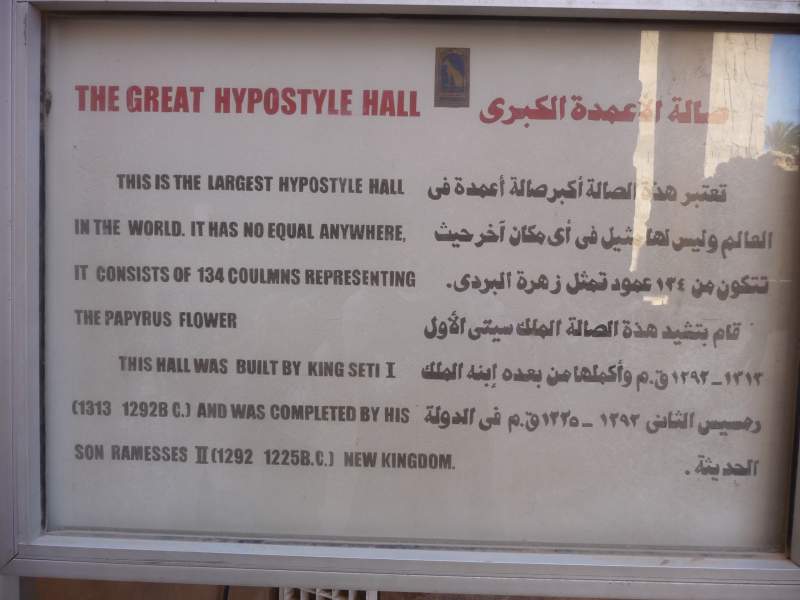 THE GREAT HYPOSTYLE HALL
THIS IS THE LARGEST HYPOSTYLE HALL
IN THE WORLD. IT HAS NO EQUAL ANYWHERE,
IT CONSISTS OF 134 COULMNS REPRESENTING
THE PAPYRUS FLOWER
THIS HALL WAS BUILT BY KING SETI I
(1313 1292B C.) AND WAS COMPLETED BY HIS
SON RAMESSES II (1292 1225B.C.) NEW KINGDOM.
صالة الأعمدة الكبرى
تعتبر هذة الصالة أكبر صالة أعمدة فى
العالم وليس لها مثيل فى أى مكان آخر حيث
تتكون من ١٣٤ عمود تمثل زهرة البردى.
قام بتشيد هذة الصالة الملك سيتى الأول
١٣١٣ - ١٢٩٢ ق.م وأكملها من بعده إبنه الملك
رمسيس الثانى ١٢٩٢ - ١٢٢٥ ق.م فى الدولة
الحديثة .